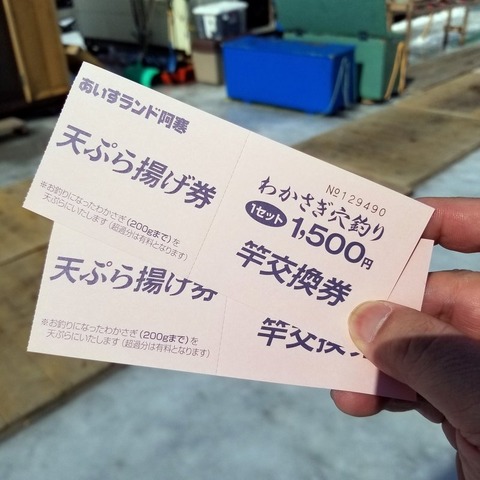 あいすランド阿寒
天ぷら揚げ券
※お釣りになったわかさぎ(200gまで)を
天ぷらにいたします(超過分は有料となります)
№129490
わかさぎ穴釣り
1セット 1,500円
竿交換券
天ぷら揚げ券
※お釣りになったわかさぎ(200gまで)を
天ぷらにいたします(超過分は有料となります)
竿交換券